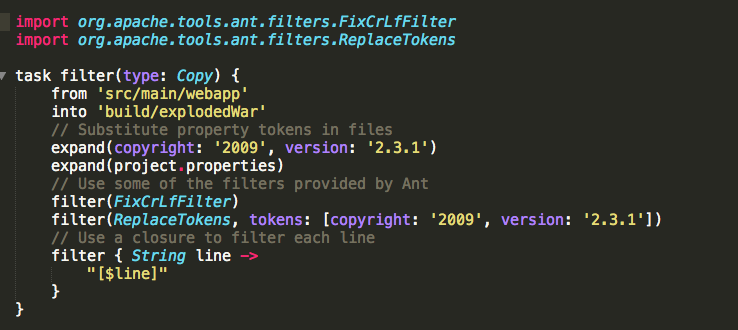 import org.apache.tools.ant.filters.FixCrLfFilter
import org.apache.tools.ant.filters.ReplaceTokens
task filter(type: Copy) {
    from 'src/main/webapp'
    into 'build/explodedWar'
    // Substitute property tokens in files
    expand(copyright: '2009', version: '2.3.1')
    expand(project.properties)
    // Use some of the filters provided by Ant
    filter(FixCrLfFilter)
    filter(ReplaceTokens, tokens: [copyright: '2009', version: '2.3.1'])
    // Use a closure to filter each line
    filter { String line ->
        "[$line]"
    }
}